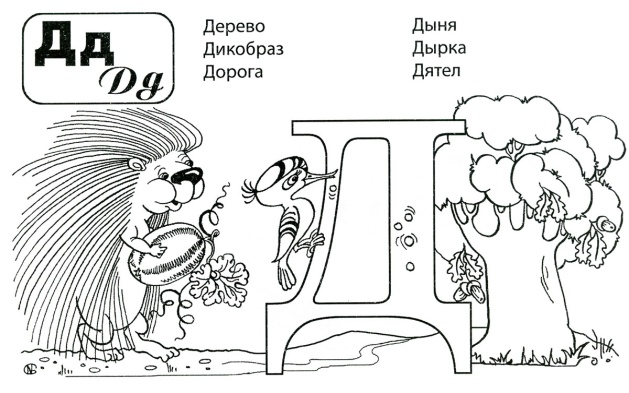 Дд
Дд
Дерево
Дикобраз
Дорога
Дыня
Дырка
Дятел
Д